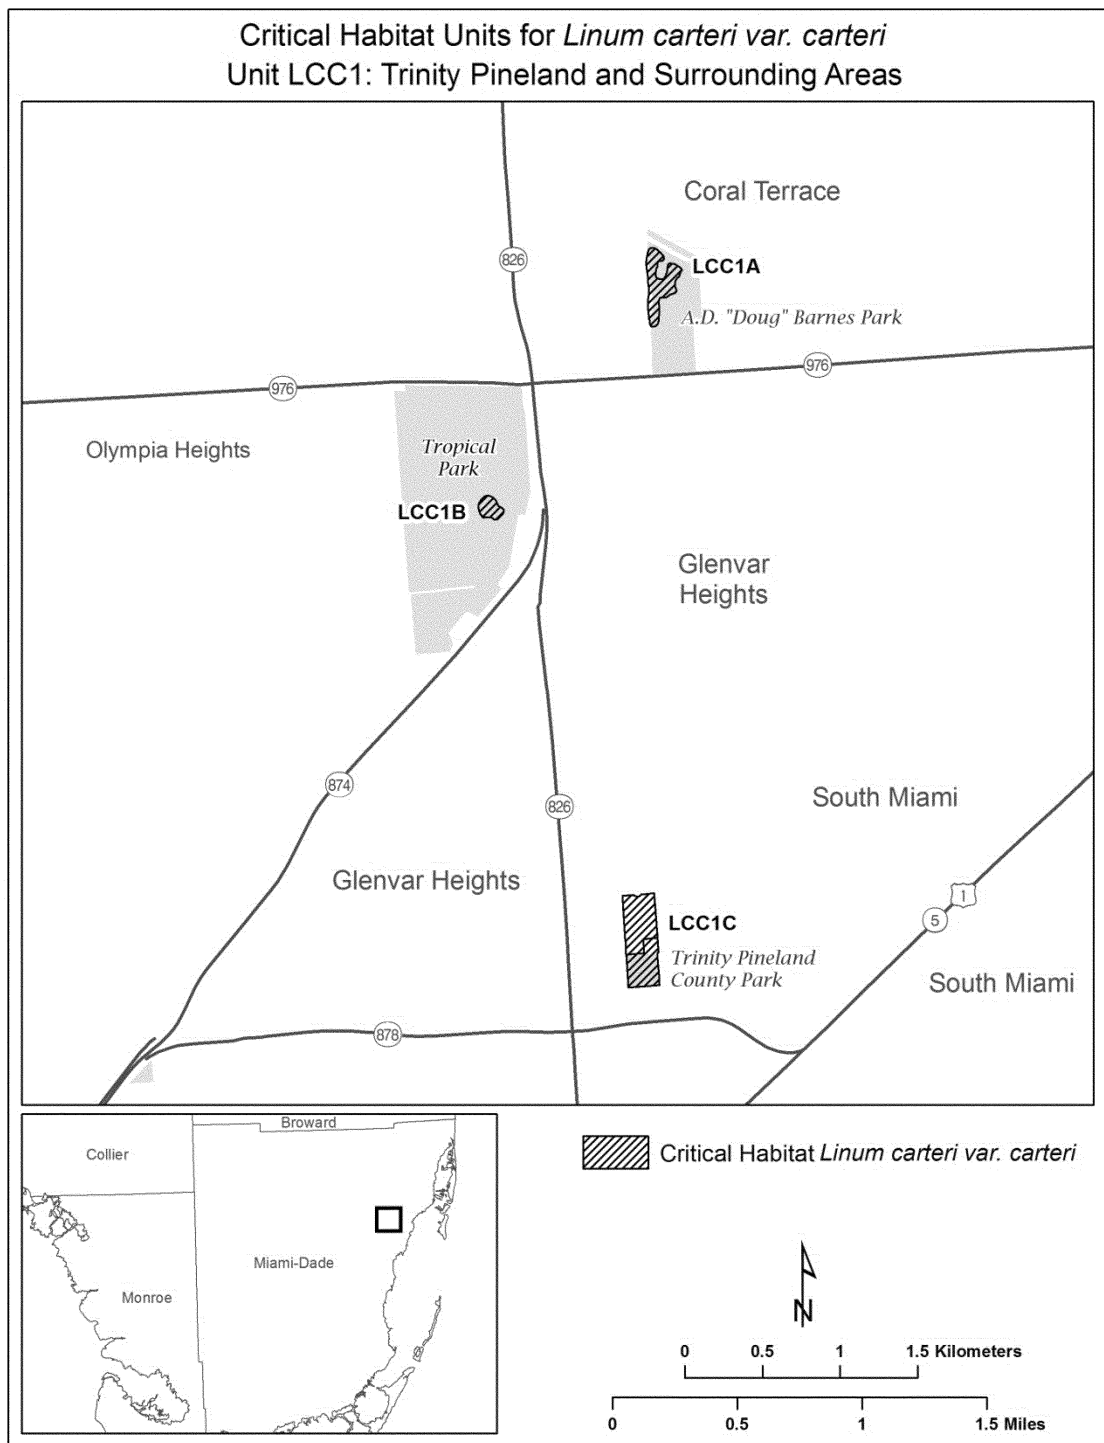 Critical Habitat Units for Linum carteri var. carteri
Unit LCC1: Trinity Pineland and Surrounding Areas
Coral Terrace
826
LCC1A
A.D. "Doug" Barnes Park
976
976
Olympia Heights
Tropical
Park
LCC1B
Glenvar
Heights
874
826
South Miami
Glenvar Heights
1
5
LCC1C
Trinity Pineland
County Park
South Miami
878
Broward
Collier
Miami-Dade
Monroe
Critical Habitat Linum carteri var. carteri
N
0 0.5 1 1.5 Kilometers
0 0.5 1 1.5 Miles